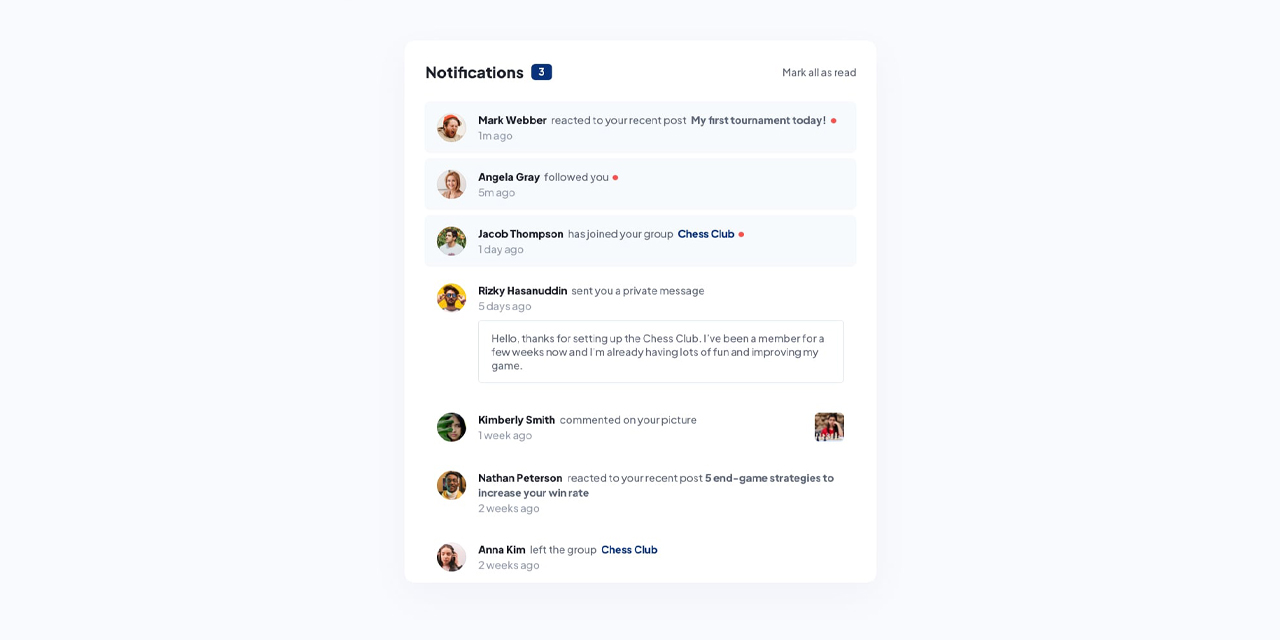 Notifications 3 Mark all as read
Mark Webber reacted to your recent post My first tournament today!
1m ago
Angela Gray followed you
5m ago
Jacob Thompson has joined your group Chess Club
1 day ago
Rizky Hasanuddin sent you a private message
5 days ago
Hello, thanks for setting up the Chess Club. I've been a member for a
few weeks now and I'm already having lots of fun and improving my
game.
Kimberly Smith commented on your picture
1 week ago
Nathan Peterson reacted to your recent post 5 end-game strategies to
increase your win rate
2 weeks ago
Anna Kim left the group Chess Club
2 weeks ago